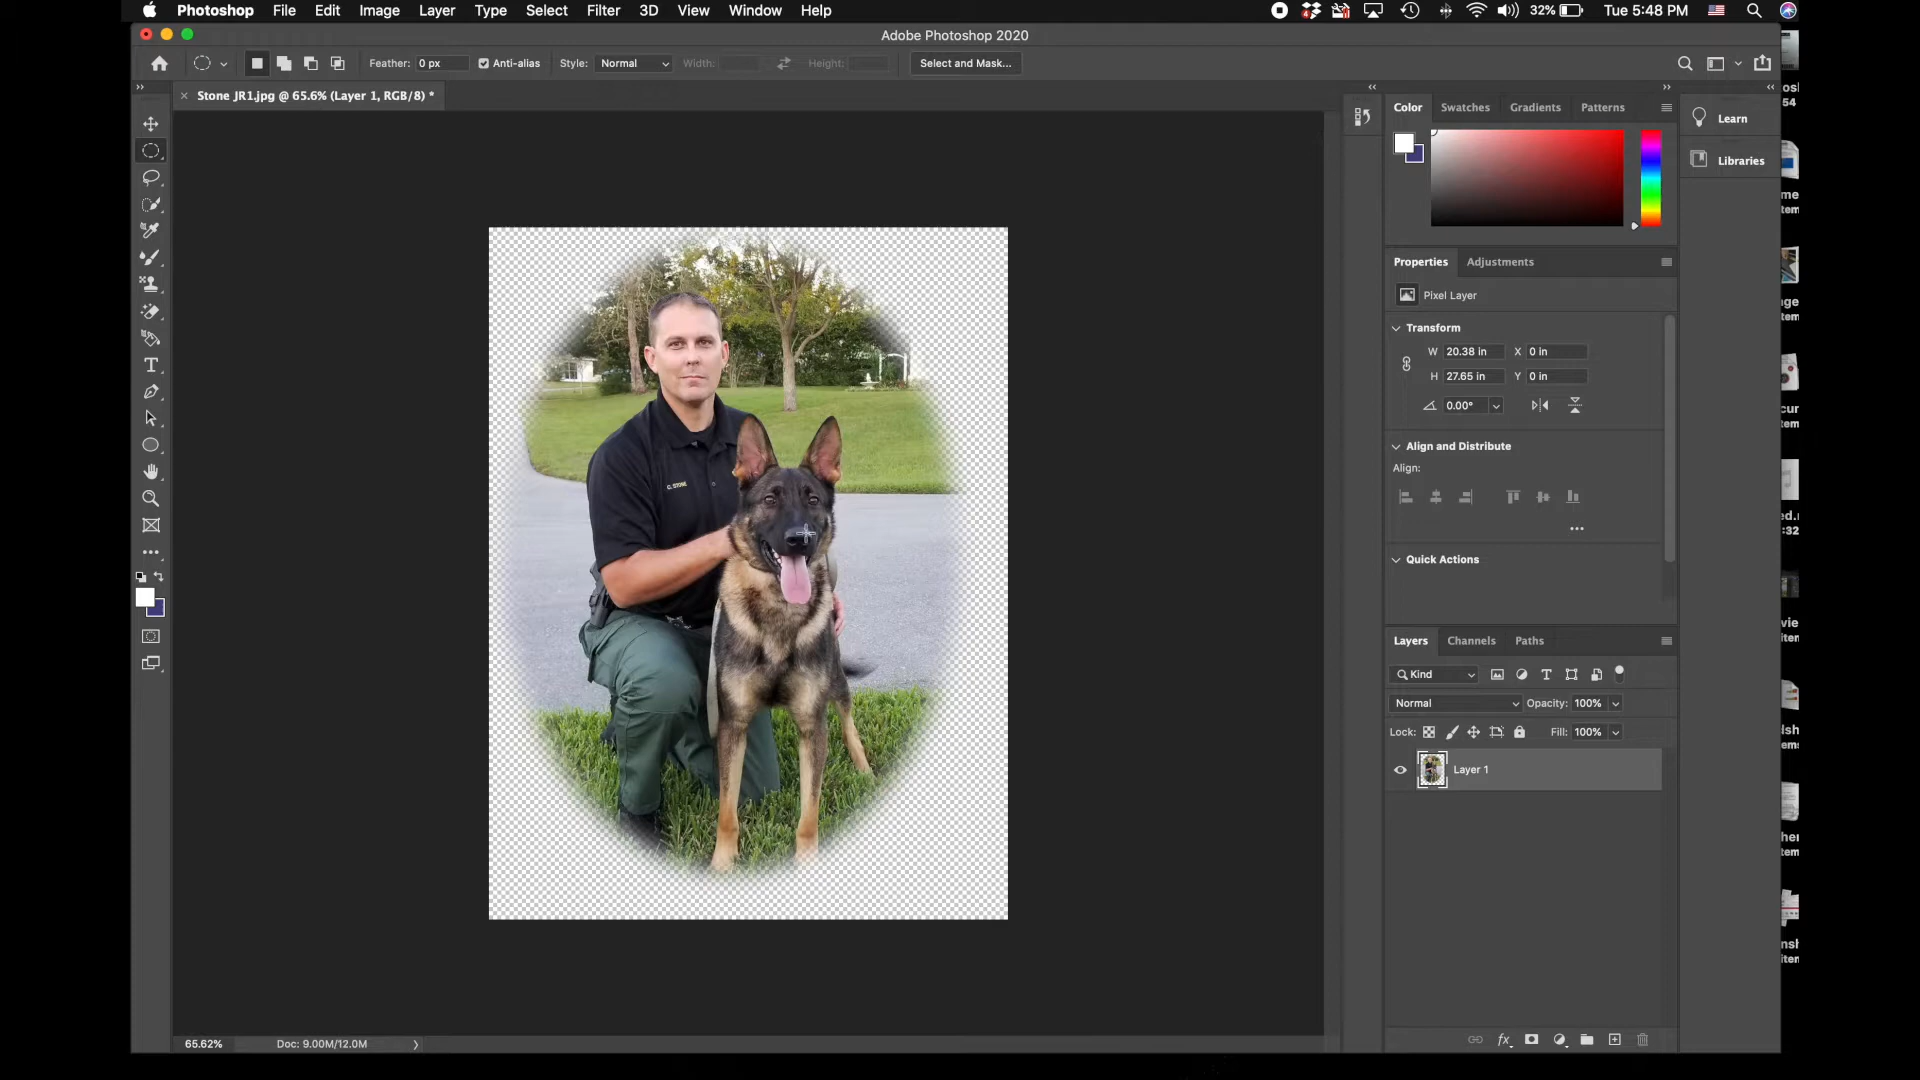 Photoshop File Edit Image Layer Type Select Filter 3D View Window Help 32% Tue 5:48 PM
Adobe Photoshop 2020
Feather: 0 px Anti-alias Style: Normal Width: Height: Select and Mask...
Stone JR1.jpg @ 65.6% (Layer 1, RGB/8) *
Color Swatches Gradients Patterns
Learn
Libraries
Properties Adjustments
Pixel Layer
Transform
W 20.38 in X 0 in
H 27.65 in Y 0 in
0.00°
Align and Distribute
Align:
Quick Actions
C. STONE
Layers Channels Paths
Kind
Normal Opacity: 100%
Lock: Fill: 100%
Layer 1
fx
65.62% Doc: 9.00M/12.0M